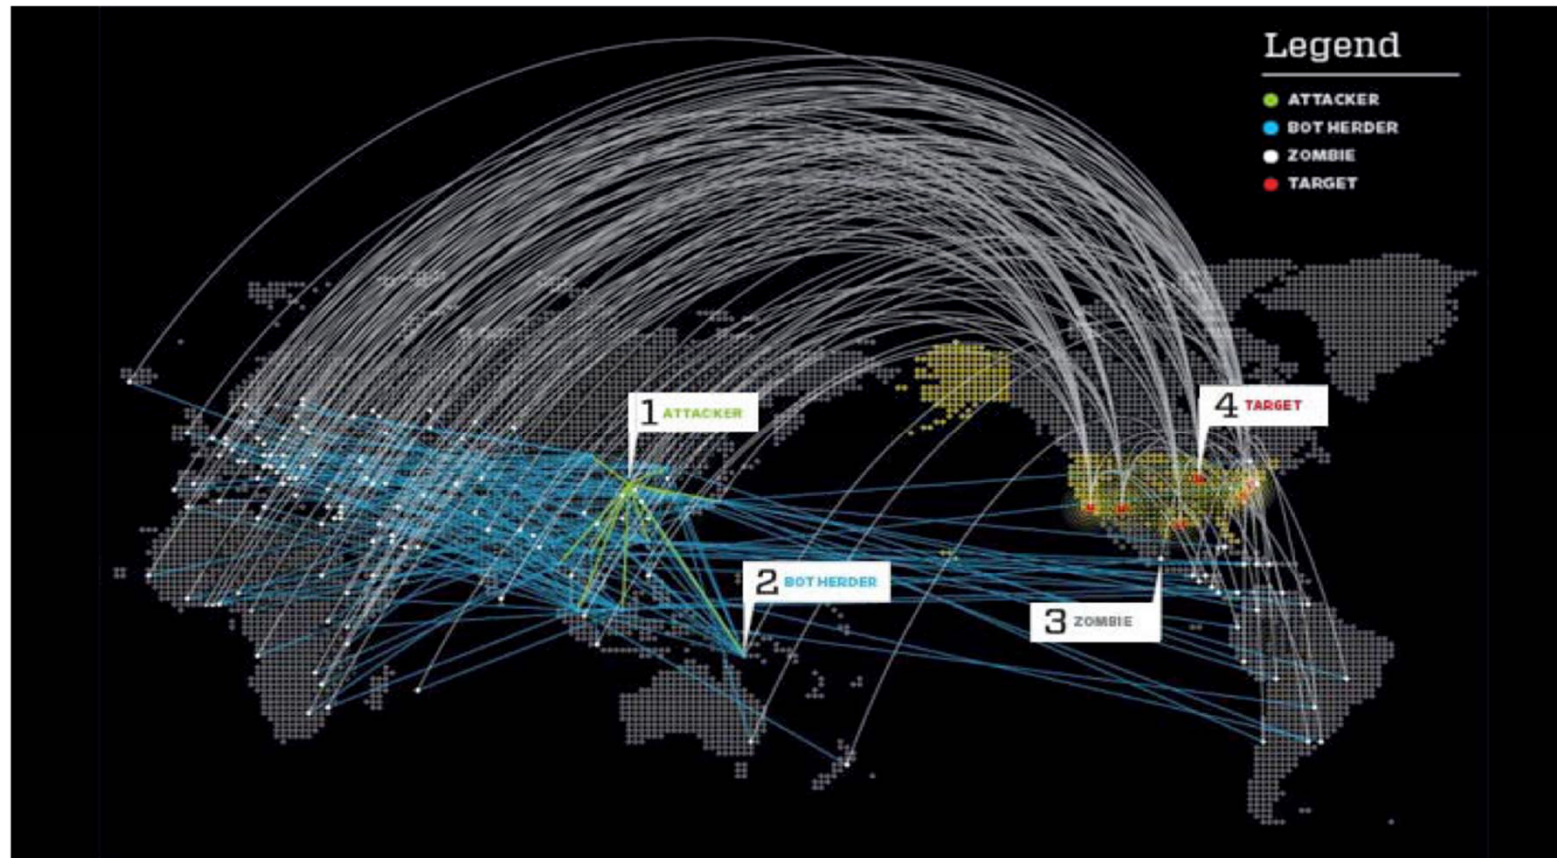 Legend
ATTACKER
BOT HERDER
ZOMBIE
TARGET
1 ATTACKER
4 TARGET
2 BOT HERDER
3 ZOMBIE